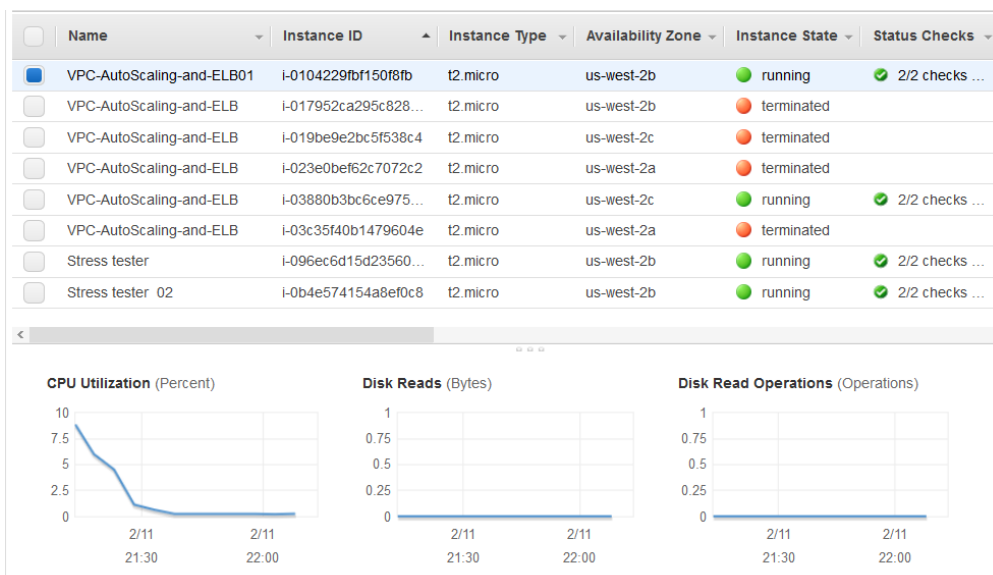 Name Instance ID Instance Type Availability Zone Instance State Status Checks
VPC-AutoScaling-and-ELB01 i-0104229fbf150f8fb t2.micro us-west-2b running 2/2 checks ...
VPC-AutoScaling-and-ELB i-017952ca295c828... t2.micro us-west-2b terminated
VPC-AutoScaling-and-ELB i-019be9e2bc5f538c4 t2.micro us-west-2c terminated
VPC-AutoScaling-and-ELB i-023e0bef62c7072c2 t2.micro us-west-2a terminated
VPC-AutoScaling-and-ELB i-03880b3bc6ce975... t2.micro us-west-2c running 2/2 checks ...
VPC-AutoScaling-and-ELB i-03c35f40b1479604e t2.micro us-west-2a terminated
Stress tester i-096ec6d15d23560... t2.micro us-west-2b running 2/2 checks ...
Stress tester 02 i-0b4e574154a8ef0c8 t2.micro us-west-2b running 2/2 checks ...
CPU Utilization (Percent) Disk Reads (Bytes) Disk Read Operations (Operations)
10 1 1
7.5 0.75 0.75
5 0.5 0.5
2.5 0.25 0.25
0 0 0
2/11 2/11 2/11 2/11 2/11 2/11
21:30 22:00 21:30 22:00 21:30 22:00